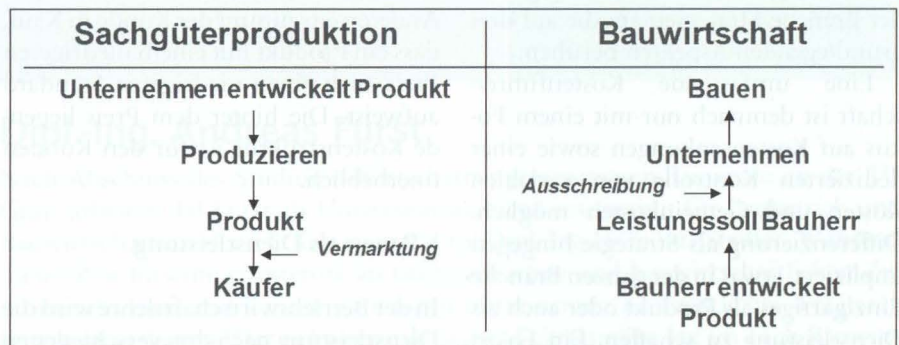 Sachgüterproduktion
Unternehmen entwickelt Produkt
Produzieren
Produkt
Vermarktung
Käufer
Bauwirtschaft
Bauen
Unternehmen
Ausschreibung
Leistungssoll Bauherr
Bauherr entwickelt
Produkt